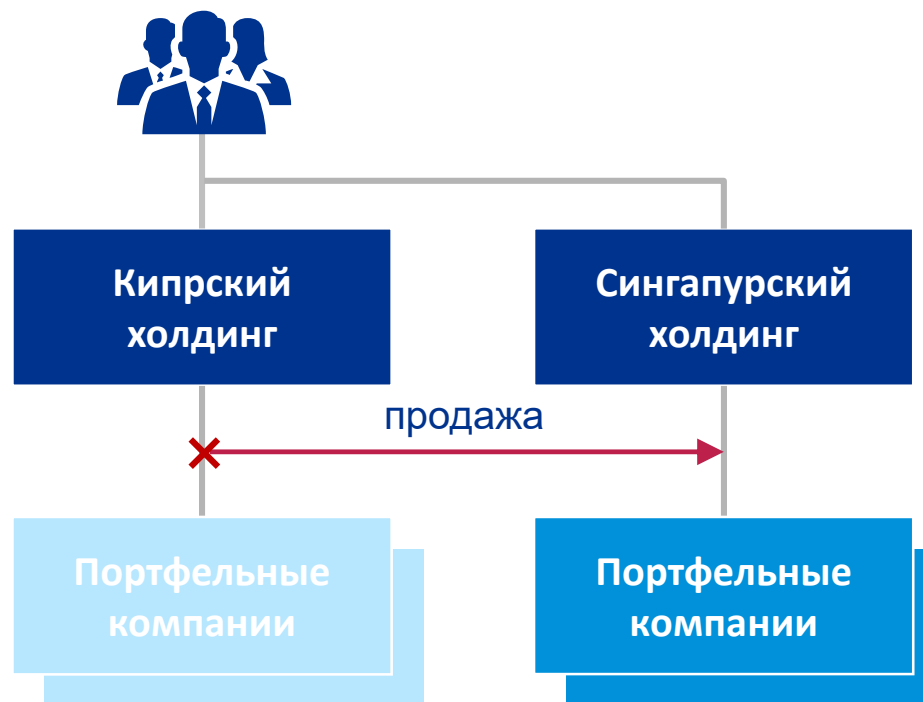 Кипрский
холдинг
Сингапурский
холдинг
продажа
Портфельные
компании
Портфельные
компании